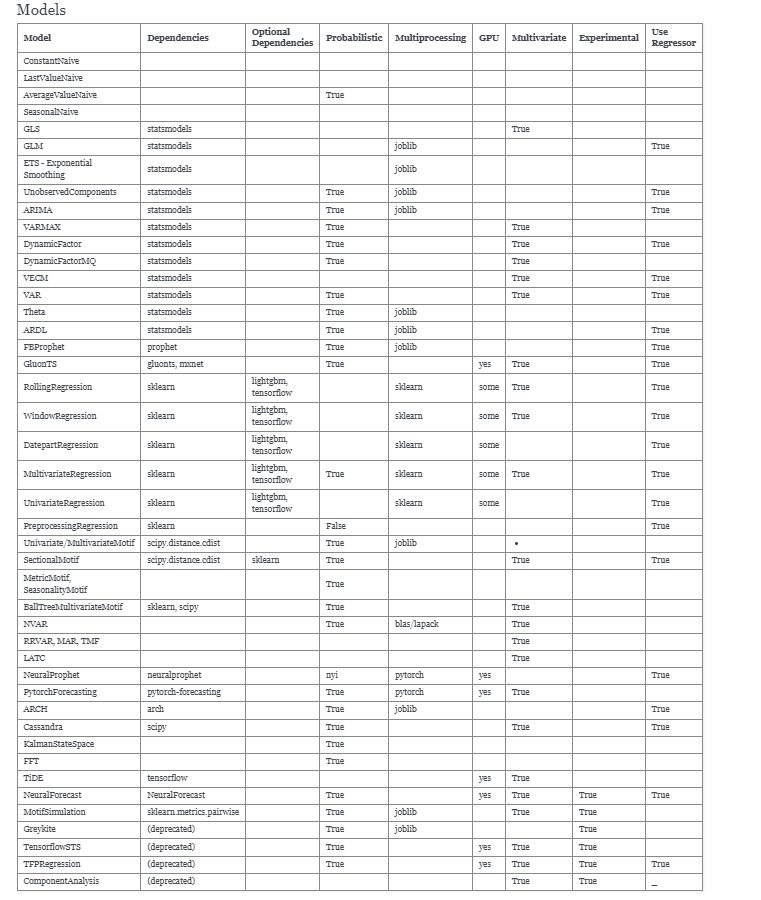 Models
Model Dependencies Optional Dependencies Probabilistic Multiprocessing GPU Multivariate Experimental Use Regressor
ConstantNaive
LastValueNaive
AverageValueNaive True
SeasonalNaive
GLS statsmodels True
GLM statsmodels joblib True
ETS - Exponential Smoothing statsmodels joblib
UnobservedComponents statsmodels True joblib True
ARIMA statsmodels True joblib True
VARMAX statsmodels True True
DynamicFactor statsmodels True True True
DynamicFactorMQ statsmodels True True
VECM statsmodels True True
VAR statsmodels True True True
Theta statsmodels True joblib
ARDL statsmodels True joblib True
FBProphet prophet True joblib True
GluonTS gluonts, mxnet True yes True True
RollingRegression sklearn lightgbm, tensorflow sklearn some True True
WindowRegression sklearn lightgbm, tensorflow sklearn some True True
DatepartRegression sklearn lightgbm, tensorflow sklearn some True
MultivariateRegression sklearn lightgbm, tensorflow True sklearn some True True
UnivariateRegression sklearn lightgbm, tensorflow sklearn some True
PreprocessingRegression sklearn False True
Univariate/MultivariateMotif scipy.distance.cdist True joblib •
SectionalMotif scipy.distance.cdist sklearn True True True
MetricMotif, SeasonalityMotif True
BallTreeMultivariateMotif sklearn, scipy True True
NVAR True blas/lapack True
RRVAR, MAR, TMF True
LATC True
NeuralProphet neuralprophet nyi pytorch yes True
PytorchForecasting pytorch-forecasting True pytorch yes True
ARCH arch True joblib True
Cassandra scipy True True True
KalmanStateSpace True
FFT True
TiDE tensorflow yes True
NeuralForecast NeuralForecast True yes True True True
MotifSimulation sklearn.metrics.pairwise True joblib True True
Greykite (deprecated) True joblib True
TensorflowSTS (deprecated) True yes True True
TFPRegression (deprecated) True yes True True True
ComponentAnalysis (deprecated) True True _